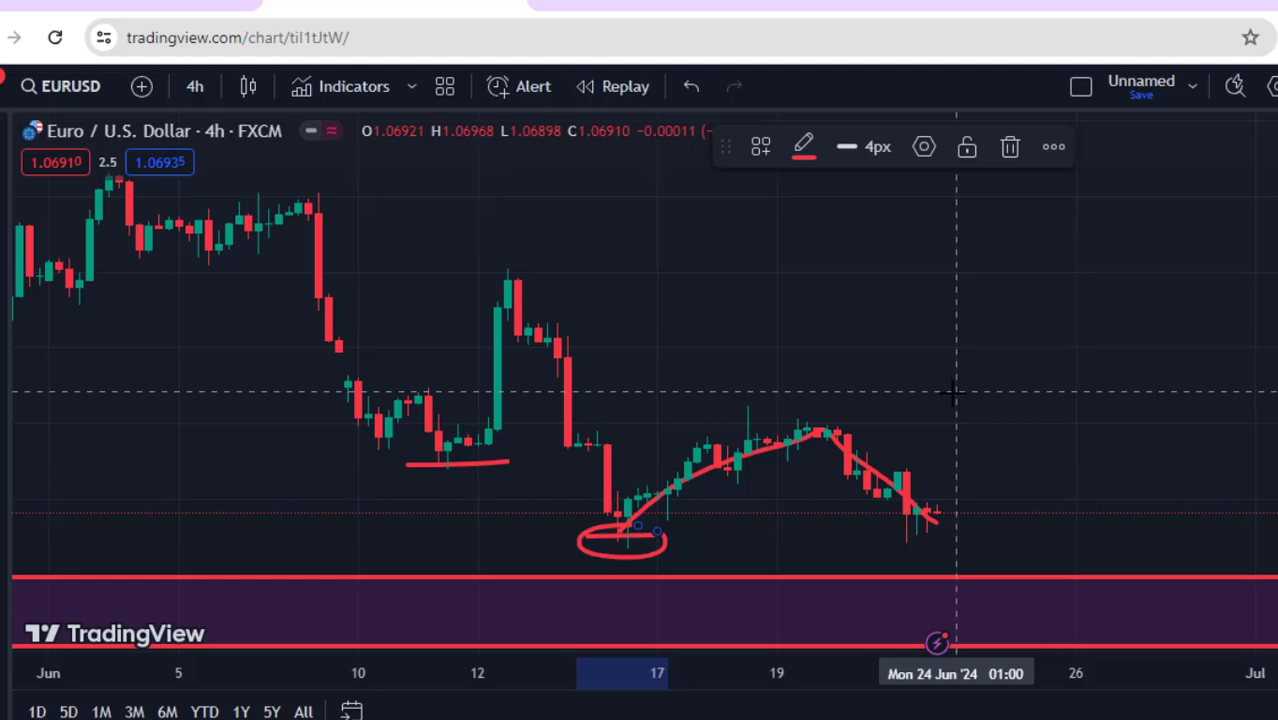 tradingview.com/chart/til1tJtW/
EURUSD 4h Indicators Alert Replay Unnamed
Save
Euro / U.S. Dollar · 4h · FXCM O1.06921 H1.06968 L1.06898 C1.06910 −0.00011 (−
4px
1.06910 2.5 1.06935
TradingView
Jun 5 10 12 17 19 Mon 24 Jun '24 01:00 26 Jul
1D 5D 1M 3M 6M YTD 1Y 5Y All